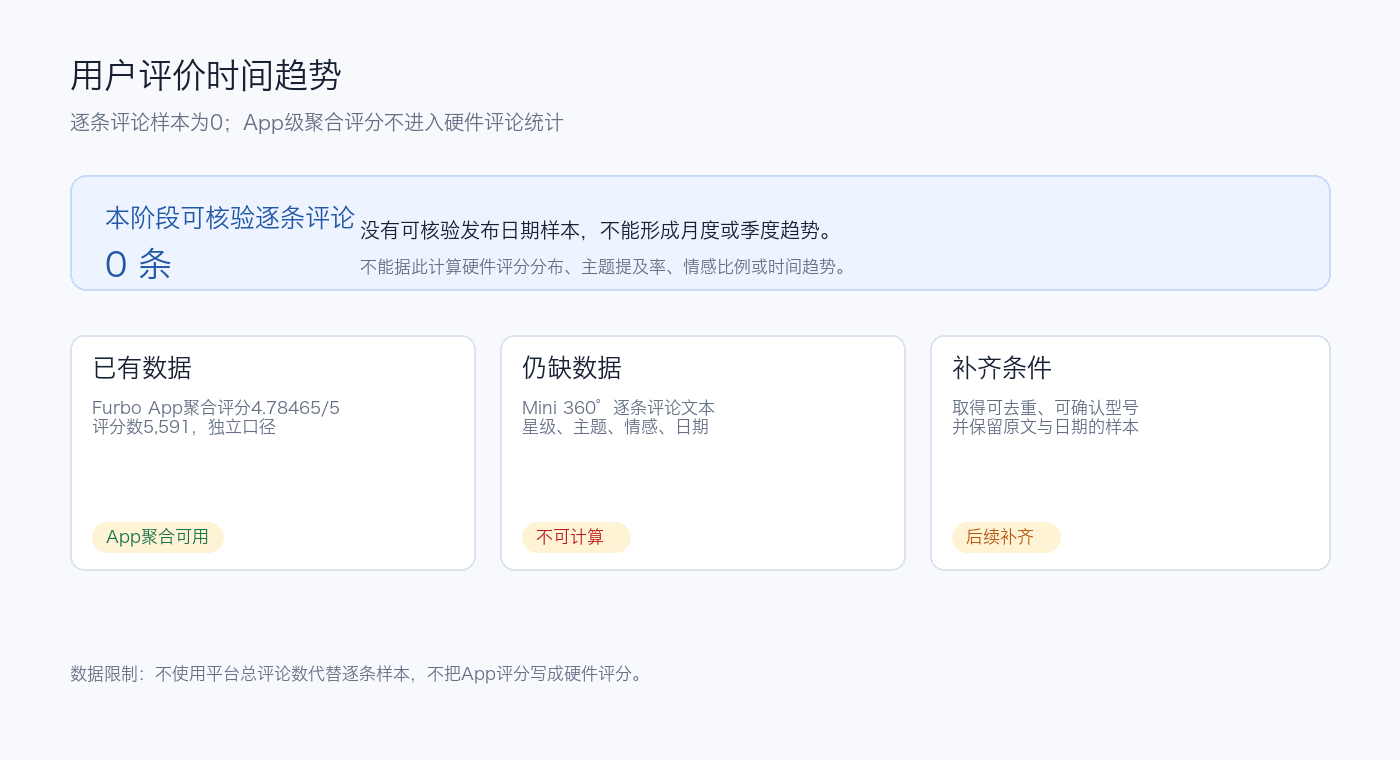 用户评价时间趋势
逐条评论样本为0；App级聚合评分不进入硬件评论统计
本阶段可核验逐条评论
0 条
没有可核验发布日期样本，不能形成月度或季度趋势。
不能据此计算硬件评分分布、主题提及率、情感比例或时间趋势。
已有数据
Furbo App聚合评分4.78465/5
评分数5,591，独立口径
App聚合可用
仍缺数据
Mini 360°逐条评论文本
星级、主题、情感、日期
不可计算
补齐条件
取得可去重、可确认型号
并保留原文与日期的样本
后续补齐
数据限制：不使用平台总评论数代替逐条样本，不把App评分写成硬件评分。